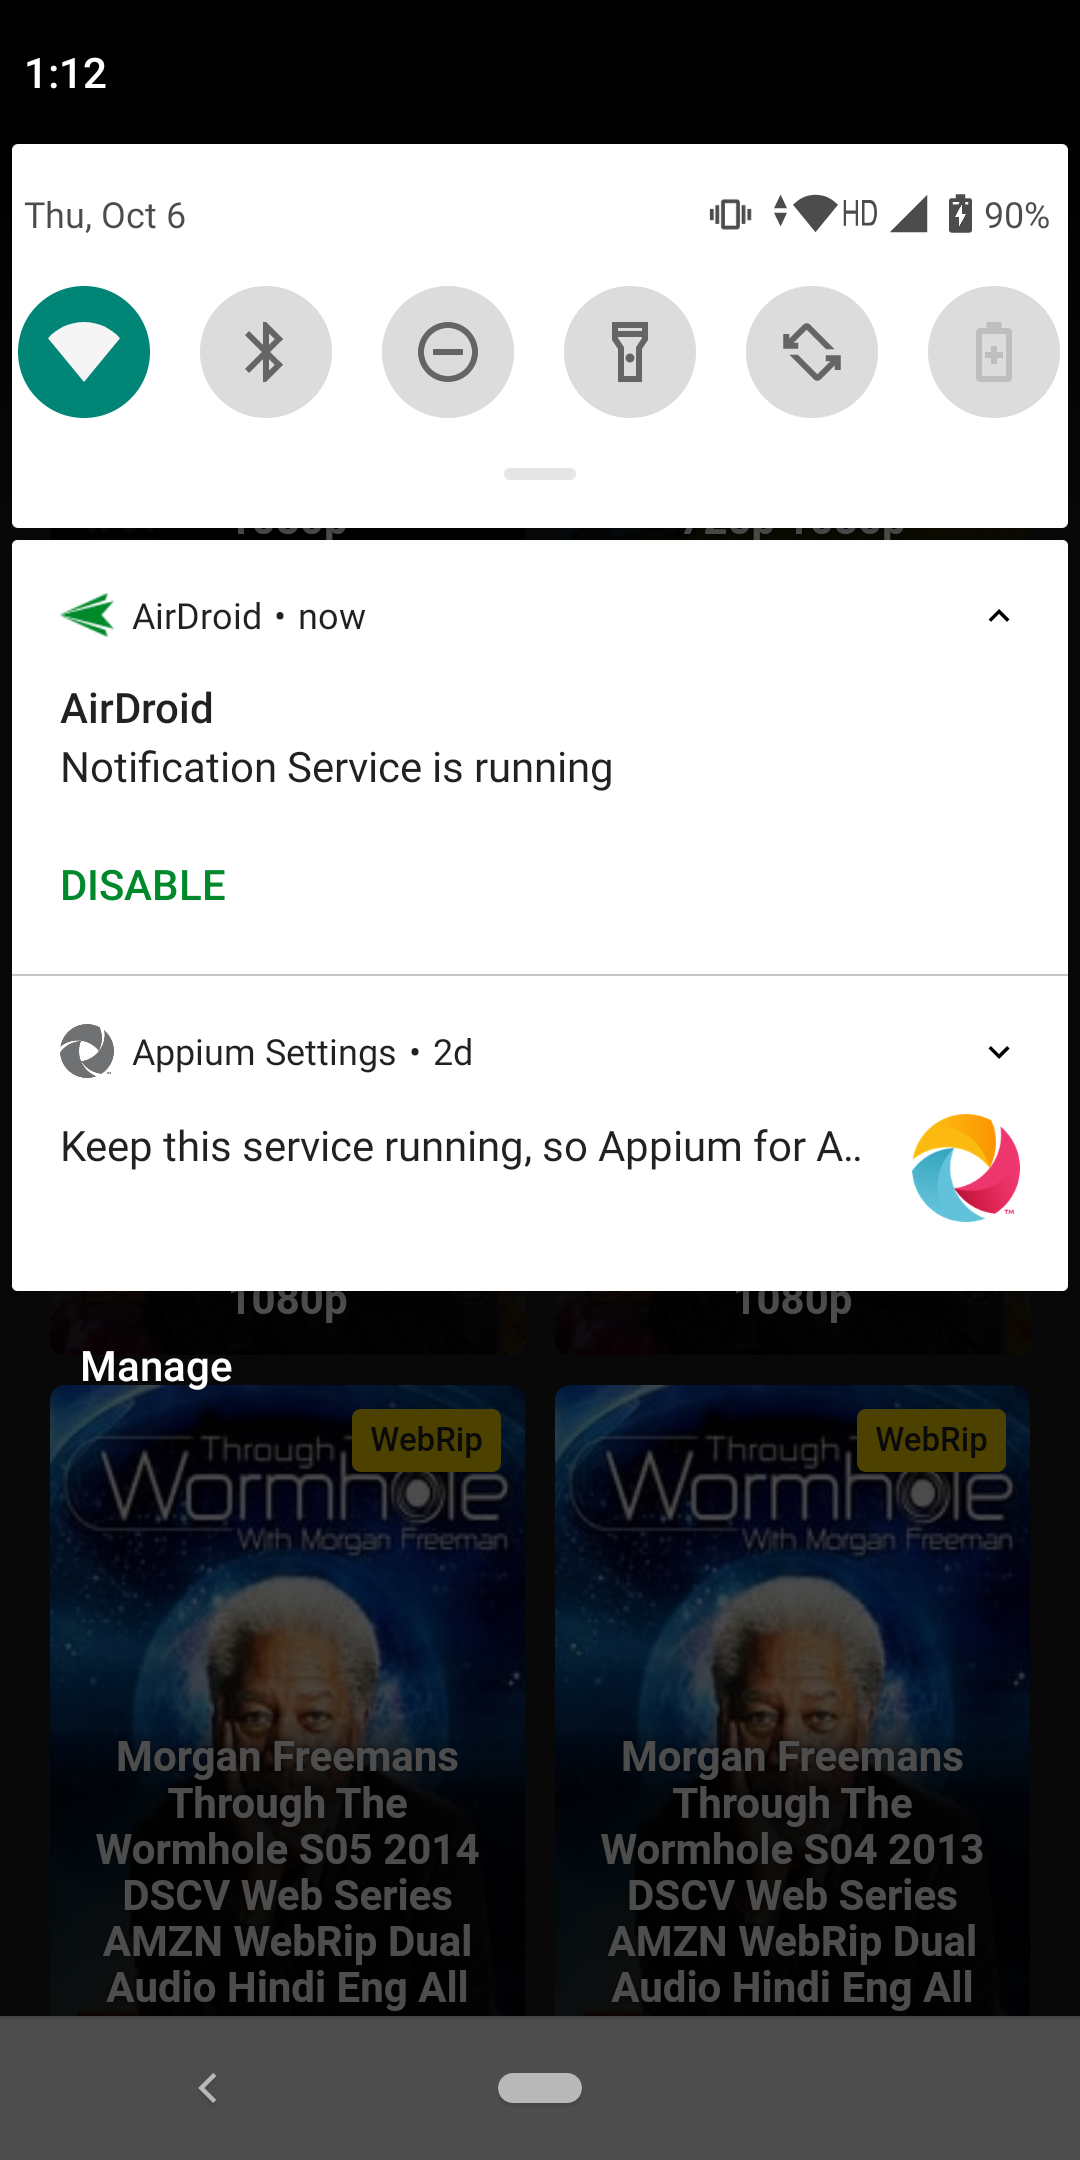 1:12
Thu, Oct 6
HD
90%
1080p
AirDroid • now
AirDroid
Notification Service is running
DISABLE
Appium Settings • 2d
Keep this service running, so Appium for A..
TM
1080p
1080p
Manage
WebRip
WebRip
Through
Wormhole
With Morgan Freeman
Through
Wormhole
With Morgan Freeman
Morgan Freemans
Through The
Wormhole S05 2014
DSCV Web Series
AMZN WebRip Dual
Audio Hindi Eng All
Morgan Freemans
Through The
Wormhole S04 2013
DSCV Web Series
AMZN WebRip Dual
Audio Hindi Eng All